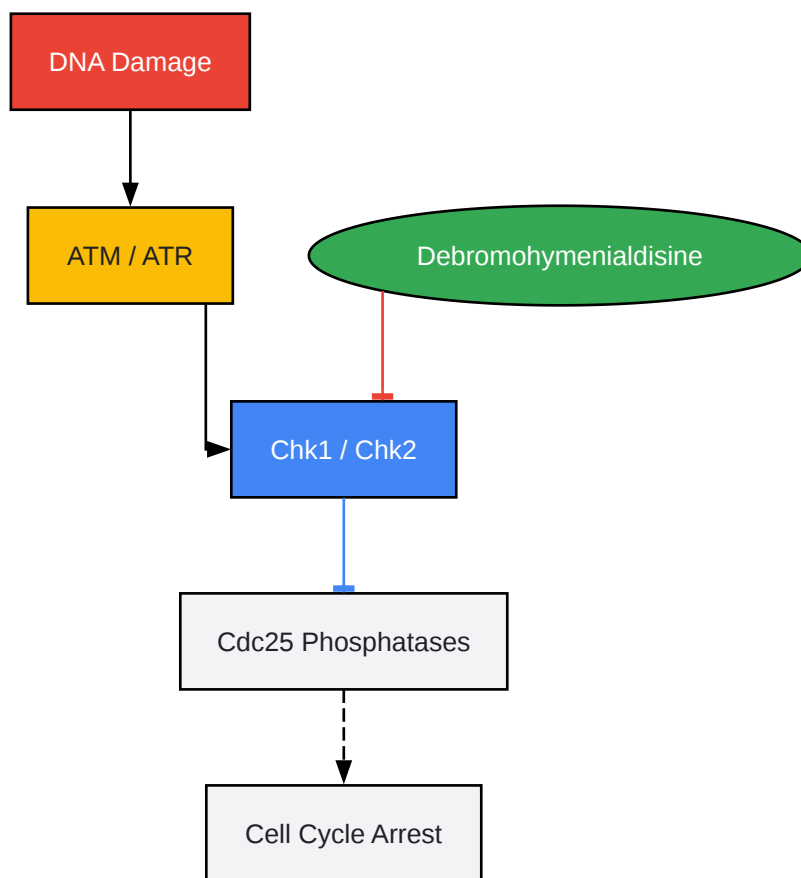 DNA Damage
ATM / ATR
Debromohymenialdisine
Chk1 / Chk2
Cdc25 Phosphatases
Cell Cycle Arrest